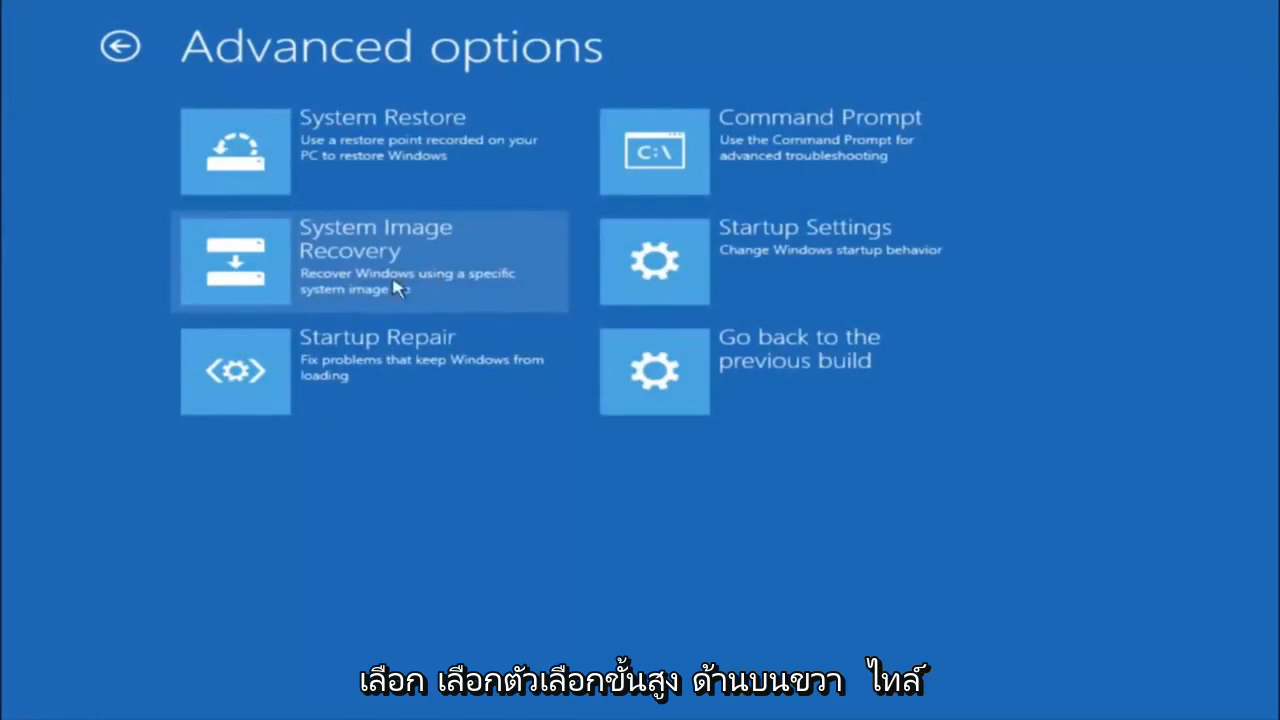 Advanced options
System Restore
Use a restore point recorded on your
PC to restore Windows
Command Prompt
Use the Command Prompt for
advanced troubleshooting
C:\
System Image
Recovery
Recover Windows using a specific
system image
Startup Settings
Change Windows startup behavior
Startup Repair
Fix problems that keep Windows from
loading
Go back to the
previous build
เลือก เลือกตัวเลือกขั้นสูง ด้านบนขวา ไทล์